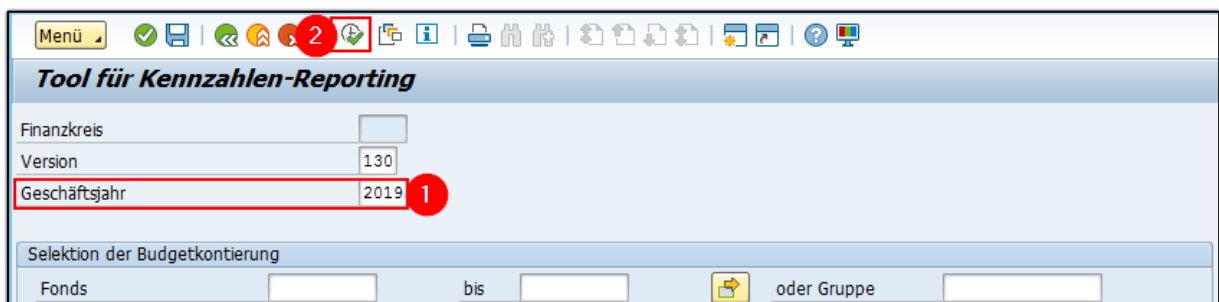 Menü 2
Tool für Kennzahlen-Reporting
Finanzkreis
Version 130
Geschäftsjahr 2019 1
Selektion der Budgetkontierung
Fonds bis oder Gruppe